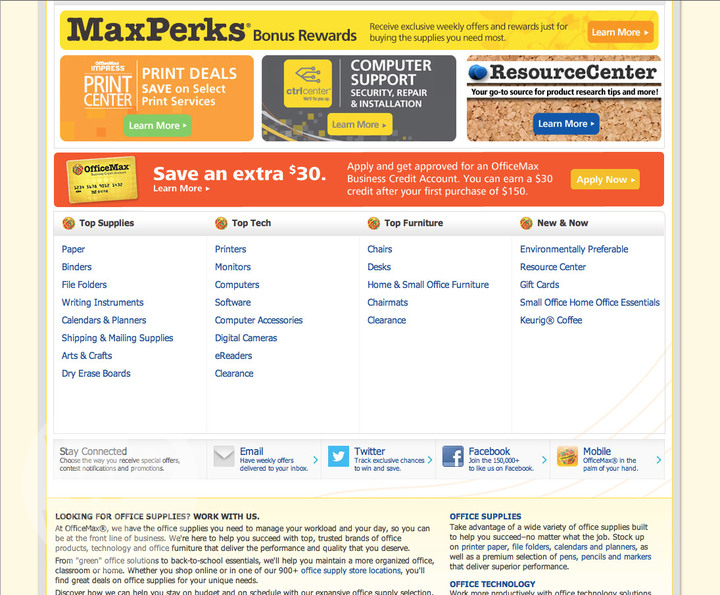 MaxPerks® Bonus Rewards
Receive exclusive weekly offers and rewards just for
buying the supplies you need most.
Learn More
OfficeMax
IMPRESS
PRINT
CENTER
PRINT DEALS
SAVE on Select
Print Services
Learn More
ctrlcenter
COMPUTER
SUPPORT
SECURITY, REPAIR
& INSTALLATION
Learn More
ResourceCenter
Your go-to source for product research tips and more!
Learn More
OfficeMax
Save an extra $30.
Learn More
Apply and get approved for an OfficeMax
Business Credit Account. You can earn a $30
credit after your first purchase of $150.
Apply Now
Top Supplies
Paper
Binders
File Folders
Writing Instruments
Calendars & Planners
Shipping & Mailing Supplies
Arts & Crafts
Dry Erase Boards
Top Tech
Printers
Monitors
Computers
Software
Computer Accessories
Digital Cameras
eReaders
Clearance
Top Furniture
Chairs
Desks
Home & Small Office Furniture
Chairmats
Clearance
New & Now
Environmentally Preferable
Resource Center
Gift Cards
Small Office Home Office Essentials
Keurig® Coffee
Stay Connected
Choose the way you receive special offers,
contest notifications and promotions.
Email
Have weekly offers
delivered to your inbox.
Twitter
Track exclusive chances
to win and save.
Facebook
Join the 150,000+
to like us on Facebook.
Mobile
OfficeMax® in the
palm of your hand.
LOOKING FOR OFFICE SUPPLIES? WORK WITH US.
At OfficeMax®, we have the office supplies you need to manage your workload and your day, so you can
be at the front line of business. We're here to help you succeed with top, trusted brands of office
products, technology and office furniture that deliver the performance and quality that you deserve.
From "green" office solutions to back-to-school essentials, we'll help you maintain a more organized office,
classroom or home. Whether you shop online or in one of our 900+ office supply store locations, you'll
find great deals on office supplies for your unique needs.
Discover how we can help you stay on budget and on schedule with our expansive office supply selection,
OFFICE SUPPLIES
Take advantage of a wide variety of office supplies built
to help you succeed—no matter what the job. Stock up
on printer paper, file folders, calendars and planners, as
well as a premium selection of pens, pencils and markers
that deliver superior performance.
OFFICE TECHNOLOGY
Work more productively with office technology solutions